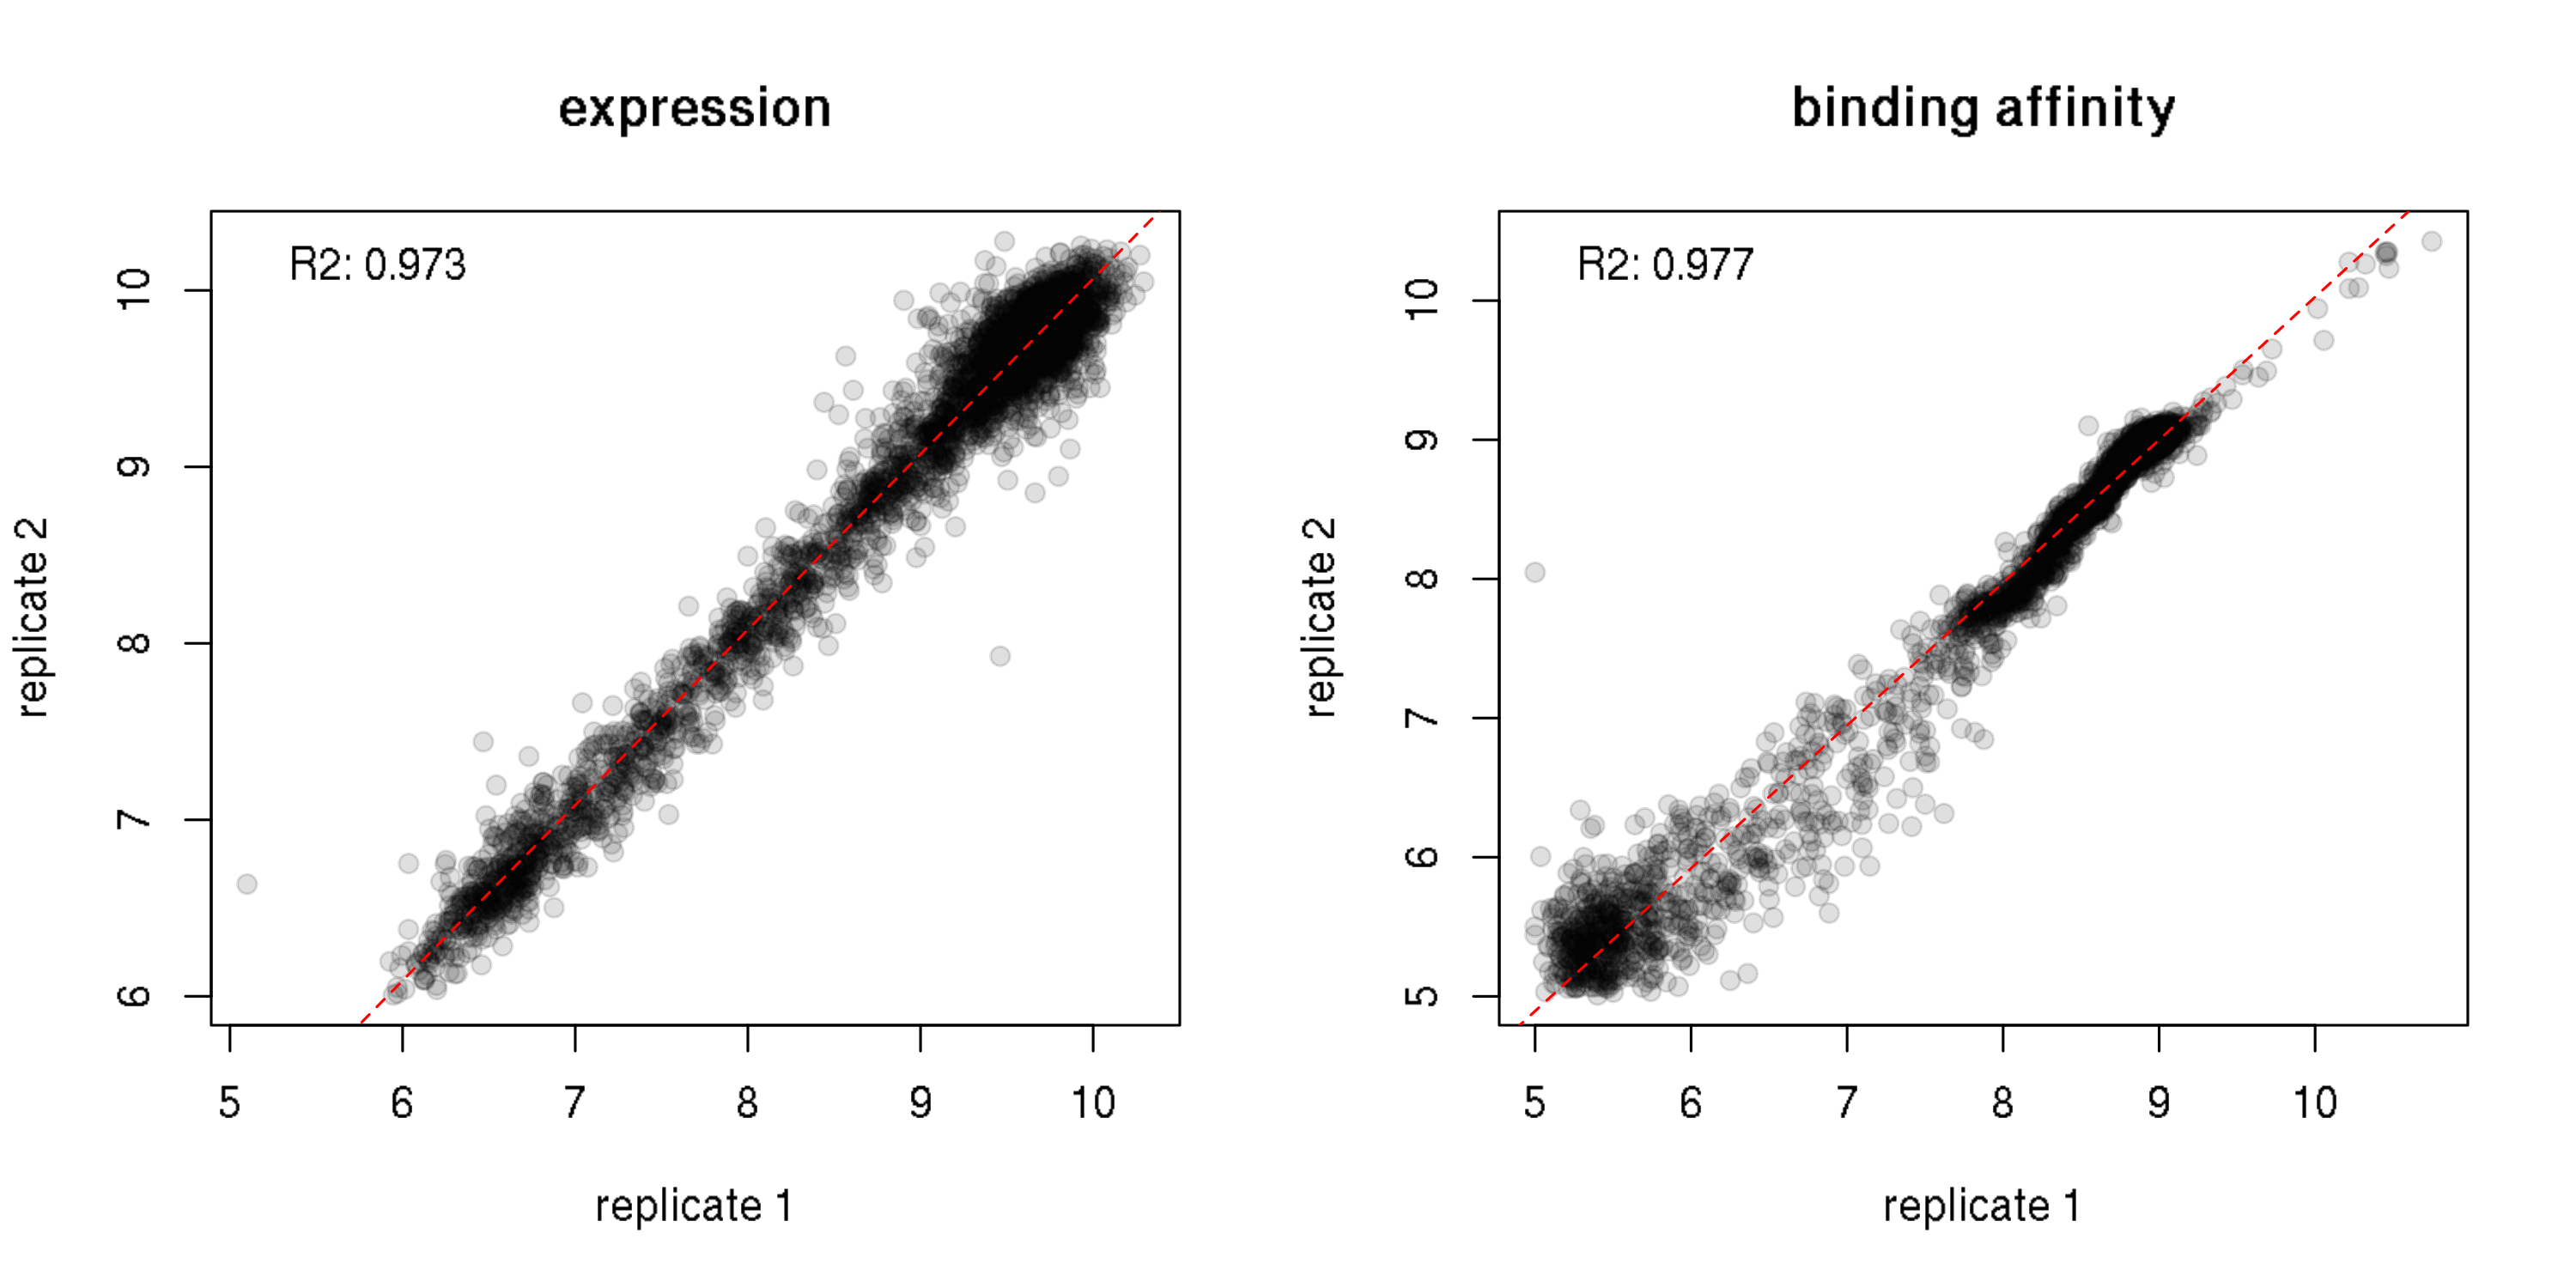 expression
R2: 0.973
10
9
8
7
6
replicate 2
5 6 7 8 9 10
replicate 1
binding affinity
R2: 0.977
10
9
8
7
6
5
replicate 2
5 6 7 8 9 10
replicate 1